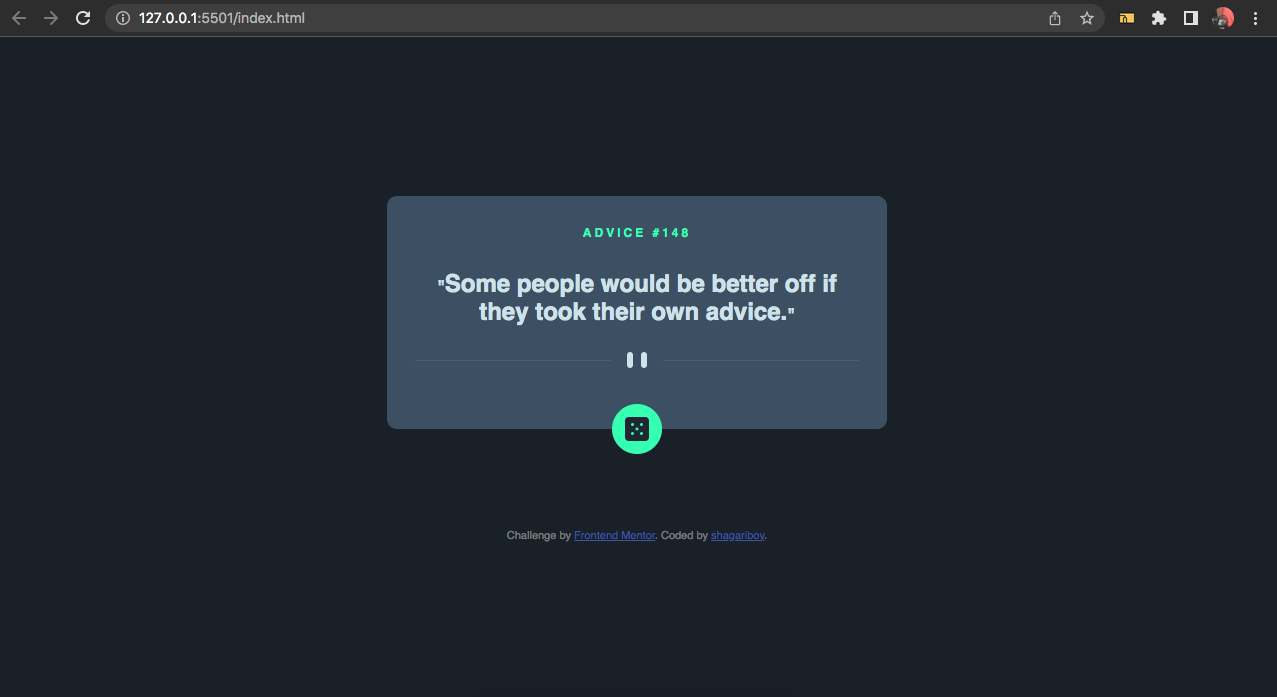 127.0.0.1:5501/index.html
ADVICE #148
"Some people would be better off if
they took their own advice."
Challenge by Frontend Mentor. Coded by shagariboy.